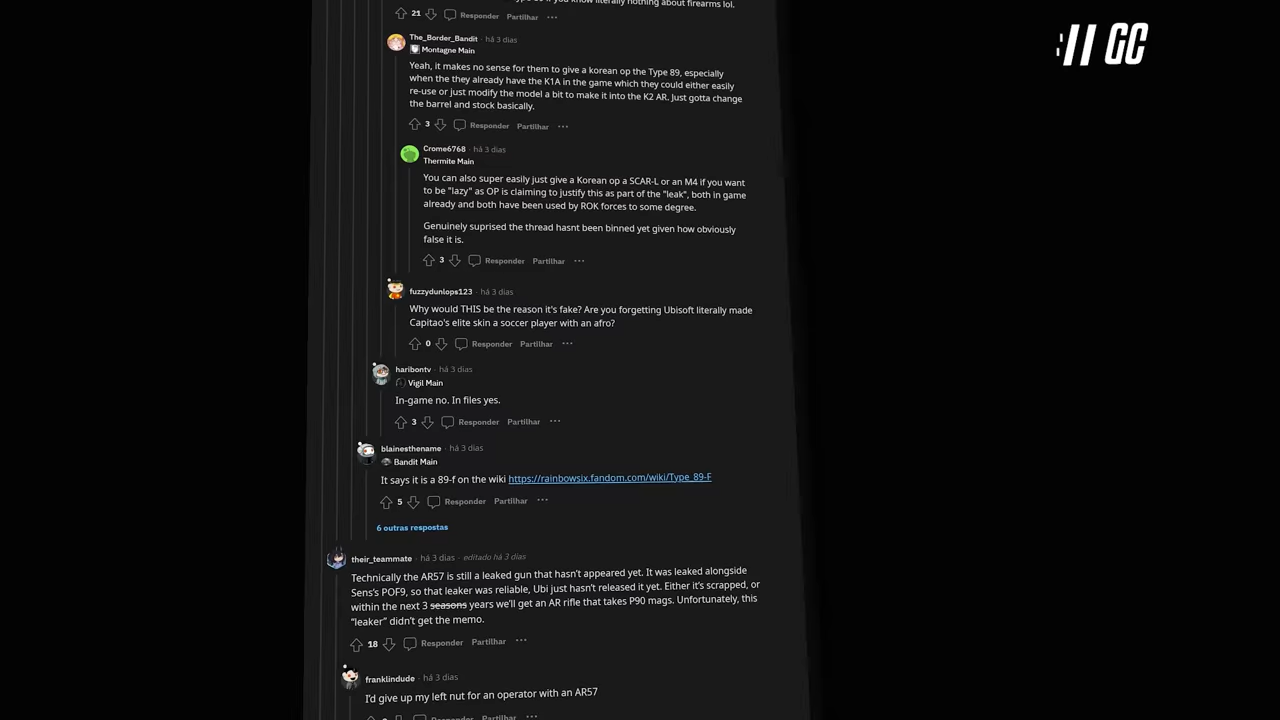 if you know literally nothing about firearms lol.
21 Responder Partilhar ...
GC
The_Border_Bandit · há 3 dias
Montagne Main
Yeah, it makes no sense for them to give a korean op the Type 89, especially
when the they already have the K1A in the game which they could either easily
re-use or just modify the model a bit to make it into the K2 AR. Just gotta change
the barrel and stock basically.
3 Responder Partilhar ...
Crome6768 · há 3 dias
Thermite Main
You can also super easily just give a Korean op a SCAR-L or an M4 if you want
to be "lazy" as OP is claiming to justify this as part of the "leak", both in game
already and both have been used by ROK forces to some degree.
Genuinely suprised the thread hasnt been binned yet given how obviously
false it is.
3 Responder Partilhar ...
fuzzydunlops123 · há 3 dias
Why would THIS be the reason it's fake? Are you forgetting Ubisoft literally made
Capitao's elite skin a soccer player with an afro?
0 Responder Partilhar ...
haribontv · há 3 dias
Vigil Main
In-game no. In files yes.
3 Responder Partilhar ...
blainesthename · há 3 dias
Bandit Main
It says it is a 89-f on the wiki https://rainbowsix.fandom.com/wiki/Type_89-F
5 Responder Partilhar ...
6 outras respostas
their_teammate · há 3 dias · editado há 3 dias
Technically the AR57 is still a leaked gun that hasn't appeared yet. It was leaked alongside
Sens's POF9, so that leaker was reliable, Ubi just hasn't released it yet. Either it's scrapped, or
within the next 3 seasons years we'll get an AR rifle that takes P90 mags. Unfortunately, this
"leaker" didn't get the memo.
18 Responder Partilhar ...
franklindude · há 3 dias
I'd give up my left nut for an operator with an AR57
Responder Partilhar ...